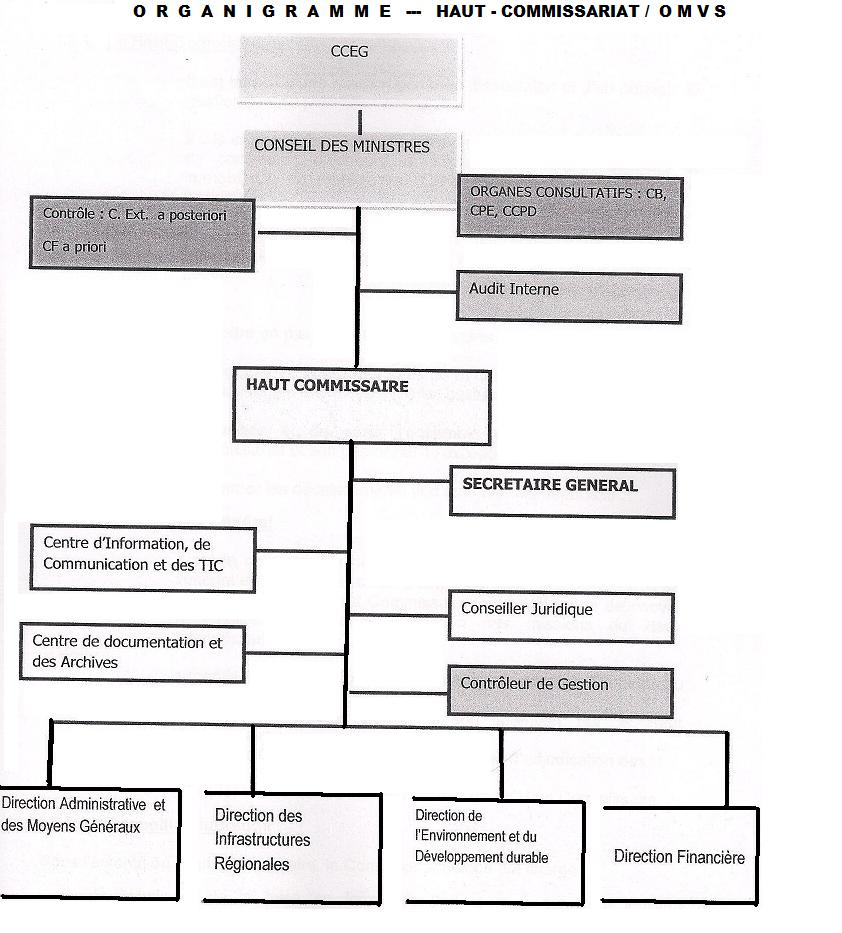 O R G A N I G R A M M E --- HAUT - COMMISSARIAT / O M V S
CCEG
CONSEIL DES MINISTRES
ORGANES CONSULTATIFS : CB,
CPE, CCPD
Contrôle : C. Ext. a posteriori
CF a priori
Audit Interne
HAUT COMMISSAIRE
SECRETAIRE GENERAL
Centre d'Information, de
Communication et des TIC
Conseiller Juridique
Centre de documentation et
des Archives
Contrôleur de Gestion
Direction Administrative et
des Moyens Généraux
Direction des
Infrastructures
Régionales
Direction de
l'Environnement et du
Développement durable
Direction Financière